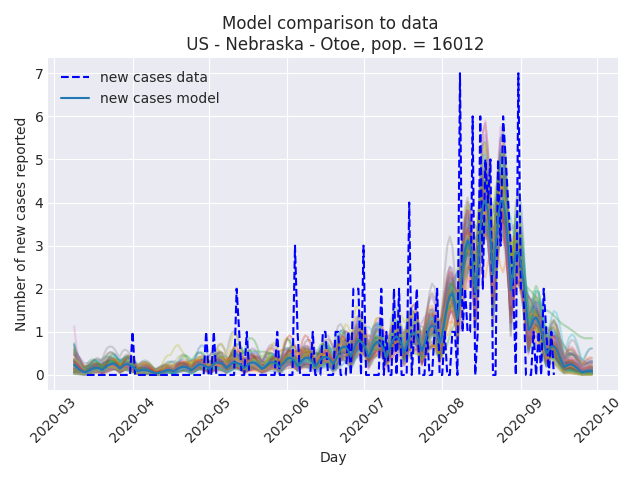 Model comparison to data
US - Nebraska - Otoe, pop. = 16012
new cases data
new cases model
Number of new cases reported
7
6
5
4
3
2
1
0
2020-03
2020-04
2020-05
2020-06
2020-07
2020-08
2020-09
2020-10
Day